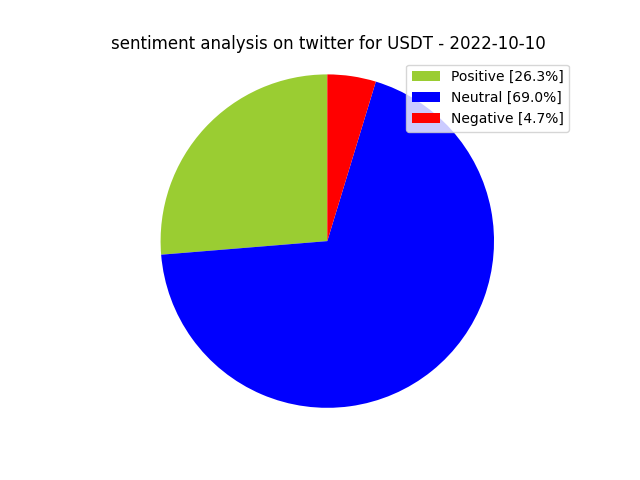 sentiment analysis on twitter for USDT - 2022-10-10
Positive [26.3%]
Neutral [69.0%]
Negative [4.7%]